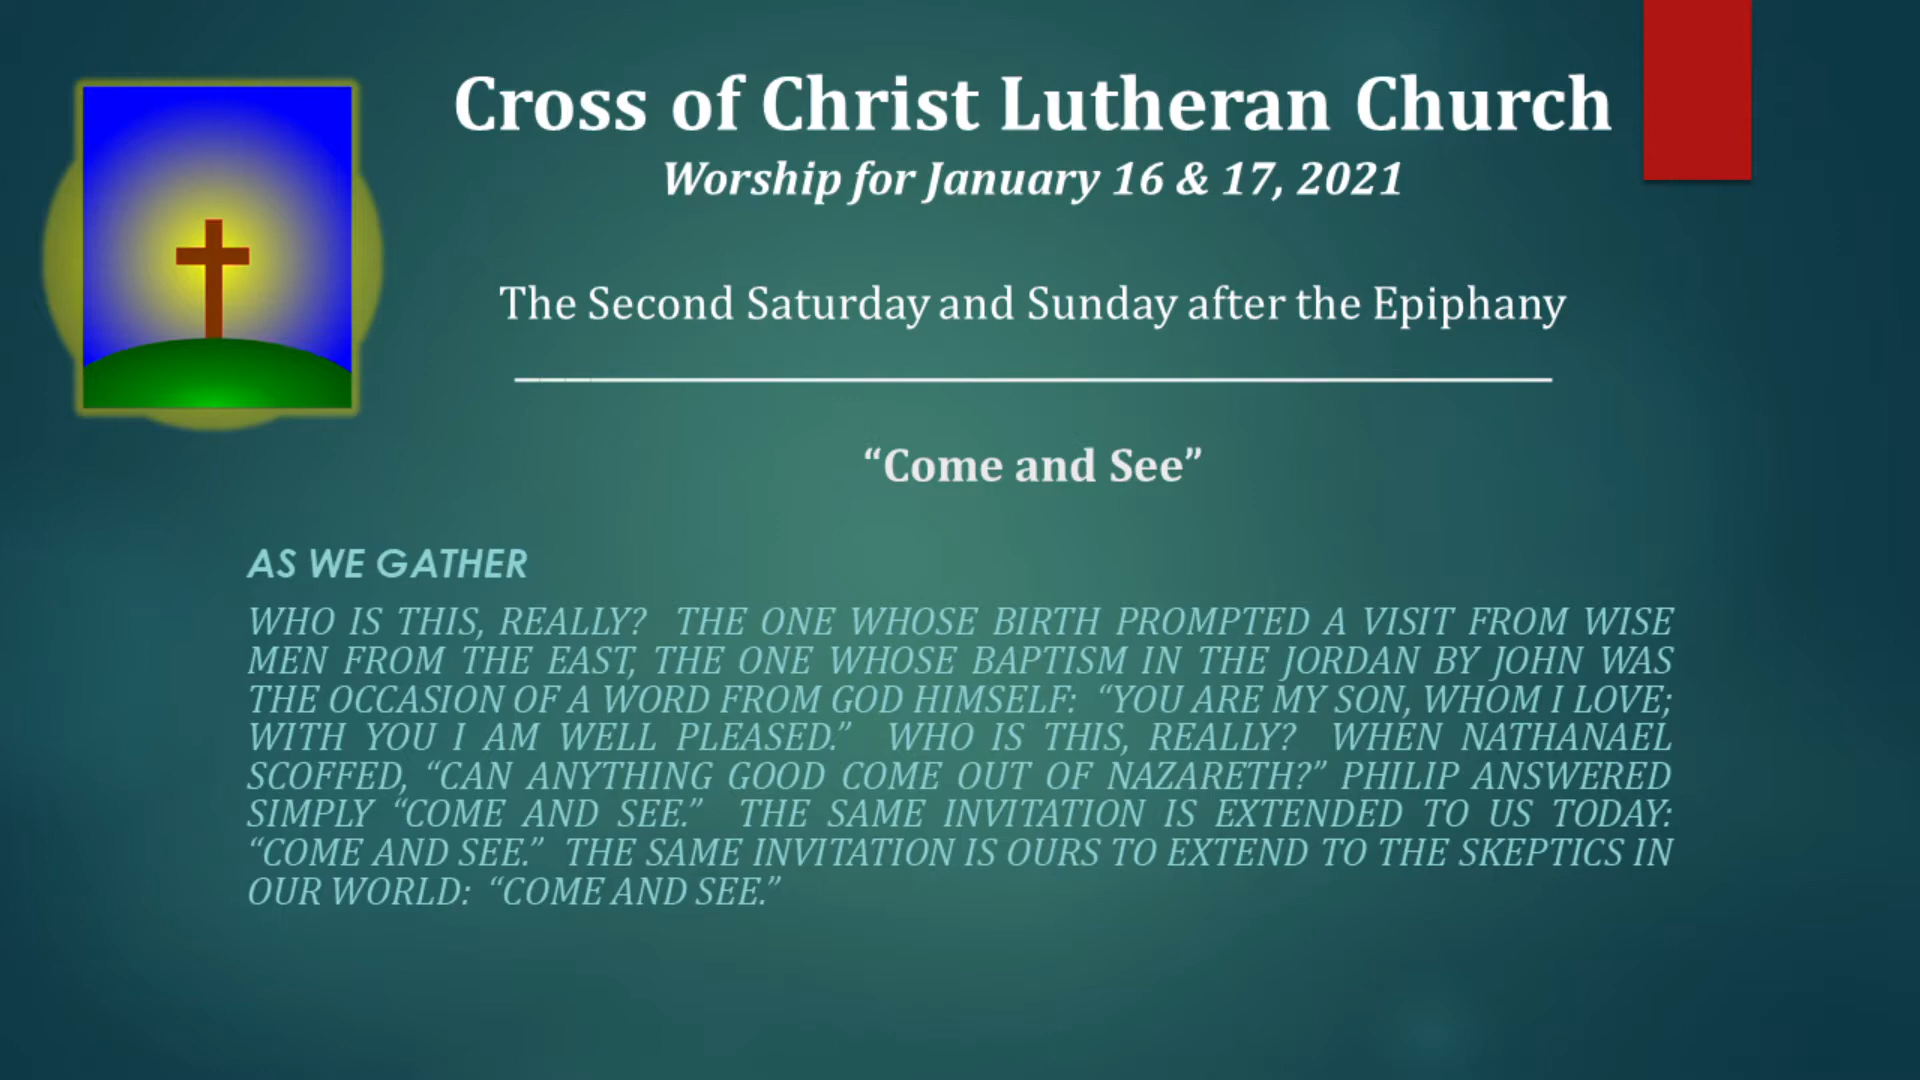 Cross of Christ Lutheran Church
Worship for January 16 & 17, 2021
The Second Saturday and Sunday after the Epiphany
“Come and See”
AS WE GATHER
WHO IS THIS, REALLY? THE ONE WHOSE BIRTH PROMPTED A VISIT FROM WISE
MEN FROM THE EAST, THE ONE WHOSE BAPTISM IN THE JORDAN BY JOHN WAS
THE OCCASION OF A WORD FROM GOD HIMSELF: “YOU ARE MY SON, WHOM I LOVE;
WITH YOU I AM WELL PLEASED.” WHO IS THIS, REALLY? WHEN NATHANAEL
SCOFFED, “CAN ANYTHING GOOD COME OUT OF NAZARETH?” PHILIP ANSWERED
SIMPLY “COME AND SEE.” THE SAME INVITATION IS EXTENDED TO US TODAY:
“COME AND SEE.” THE SAME INVITATION IS OURS TO EXTEND TO THE SKEPTICS IN
OUR WORLD: “COME AND SEE.”